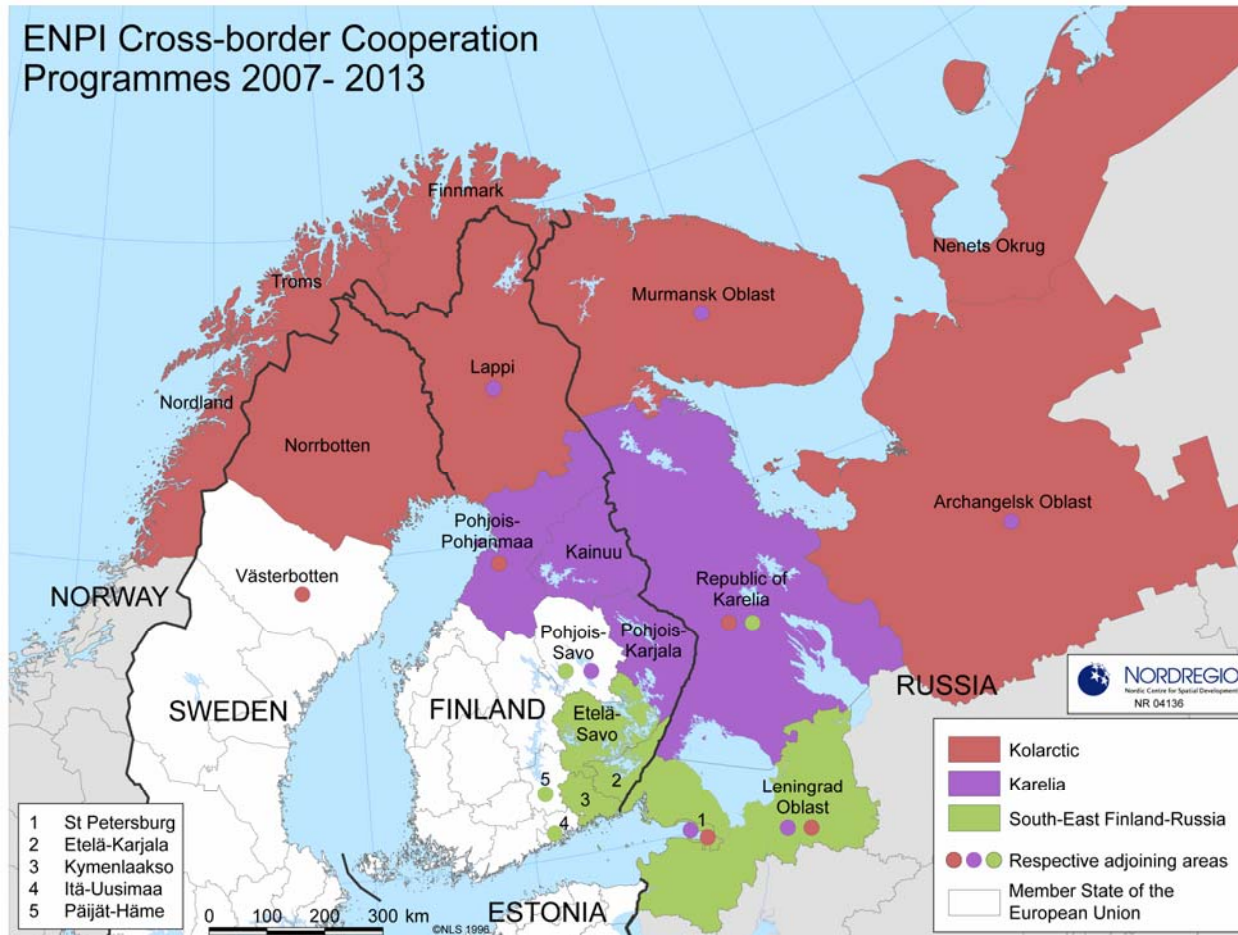 ENPI Cross-border Cooperation
Programmes 2007- 2013
Finnmark
Nenets Okrug
Troms
Murmansk Oblast
Lappi
Nordland
Norrbotten
Archangelsk Oblast
Pohjois-
Pohjanmaa
Kainuu
Västerbotten
Republic of
Karelia
NORWAY
Pohjois-
Savo
Pohjois-
Karjala
RUSSIA
NORDREGIO
Nordic Centre for Spatial Development
NR 04136
SWEDEN
FINLAND
Etelä-
Savo
5
2
3
4
1
Leningrad
Oblast
Kolarctic
Karelia
South-East Finland-Russia
Respective adjoining areas
Member State of the
European Union
1 St Petersburg
2 Etelä-Karjala
3 Kymenlaakso
4 Itä-Uusimaa
5 Päijät-Häme
ESTONIA
0 100 200 300 km
©NLS 1996